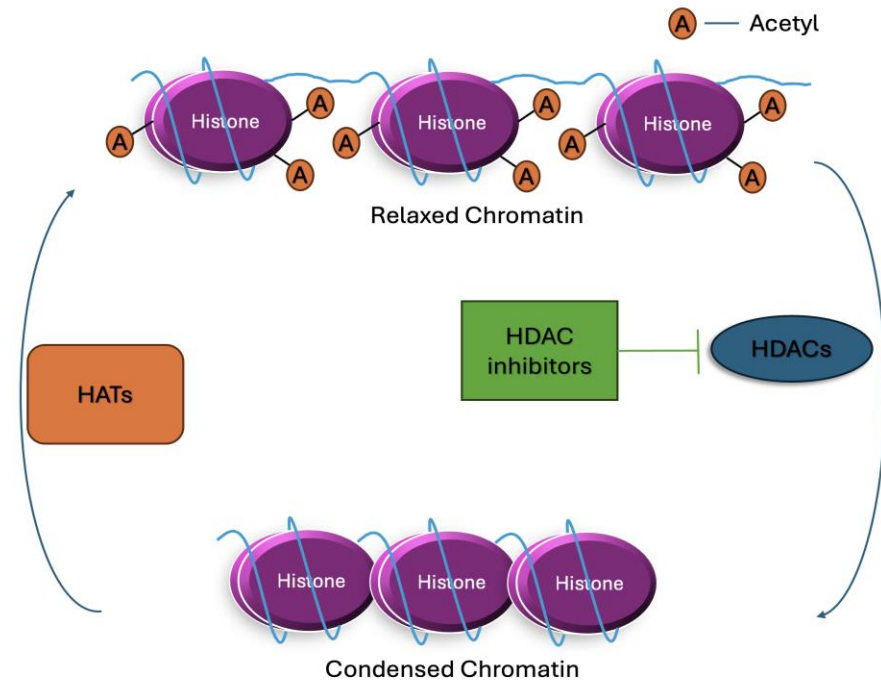 A — Acetyl
Histone Histone Histone
A A A A A A
A A A
Relaxed Chromatin
HDAC
inhibitors
HDACs
HATs
Histone Histone Histone
Condensed Chromatin